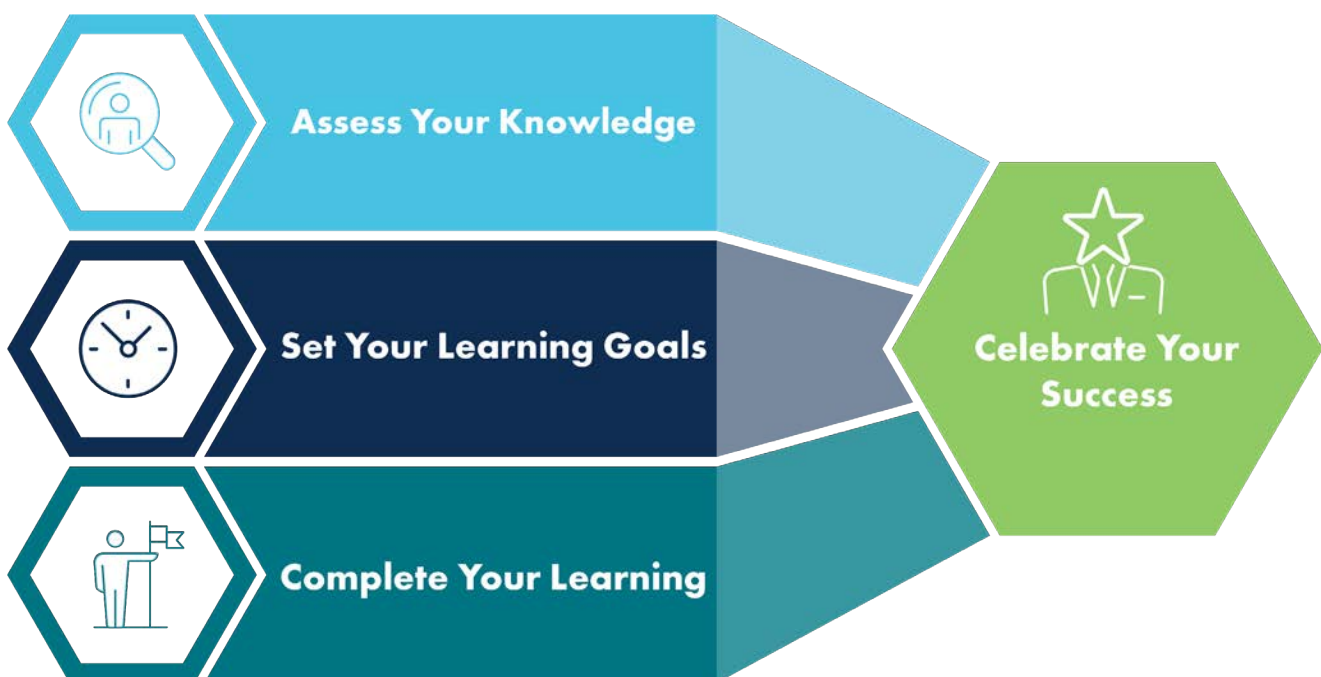 Assess Your Knowledge
Set Your Learning Goals
Complete Your Learning
Celebrate Your
Success